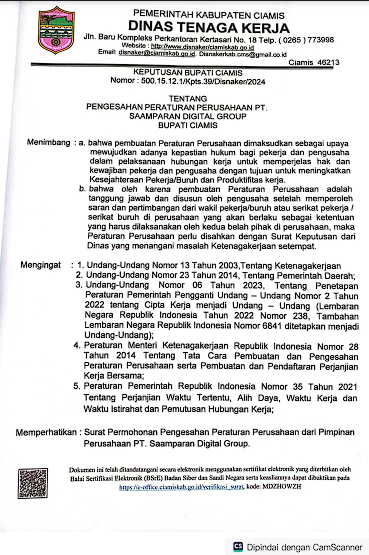 PEMERINTAH KABUPATEN CIAMIS
DINAS TENAGA KERJA
Jln. Baru Kompleks Perkantoran Kertasari No. 18 Telp. ( 0265 ) 773998
Website : http://www.disnaker/ciamiskab.go.id
Email: disnaker@ciamiskab.go.id. Disnakerkab.cms@gmail.co.id
Ciamis 46213
KEPUTUSAN BUPATI CIAMIS
Nomor : 500.15.12.1/Kpts.39/Disnaker/2024
TENTANG
PENGESAHAN PERATURAN PERUSAHAAN PT.
SAAMPARAN DIGITAL GROUP
BUPATI CIAMIS
Menimbang : a. bahwa pembuatan Peraturan Perusahaan dimaksudkan sebagai upaya
mewujudkan adanya kepastian hukum bagi pekerja dan pengusaha
dalam pelaksanaan hubungan kerja untuk memperjelas hak dan
kewajiban pekerja dan pengusaha dengan tujuan untuk meningkatkan
Kesejahteraan Pekerja/Buruh dan Produktifitas kerja.
b. bahwa oleh karena pembuatan Peraturan Perusahaan adalah
tanggung jawab dan disusun oleh pengusaha setelah memperoleh
saran dan pertimbangan dari wakil pekerja/buruh atau serikat pekerja /
serikat buruh di perusahaan yang akan berlaku sebagai ketentuan
yang harus dilaksanakan oleh kedua belah pihak di perusahaan, maka
Peraturan Perusahaan perlu disahkan dengan Surat Keputusan dari
Dinas yang menangani masalah Ketenagakerjaan setempat.
Mengingat : 1. Undang-Undang Nomor 13 Tahun 2003,Tentang Ketenagakerjaan
2. Undang-Undang Nomor 23 Tahun 2014, Tentang Pemerintah Daerah;
3. Undang-Undang Nomor 06 Tahun 2023, Tentang Penetapan
Peraturan Pemerintah Pengganti Undang – Undang Nomor 2 Tahun
2022 tentang Cipta Kerja Menjadi Undang – Undang (Lembaran
Negara Republik Indonesia Tahun 2022 Nomor 238, Tambahan
Lembaran Negara Republik Indonesia Nomor 6841 ditetapkan menjadi
Undang-Undang);
4. Peraturan Menteri Ketenagakerjaan Republik Indonesia Nomor 28
Tahun 2014 Tentang Tata Cara Pembuatan dan Pengesahan
Peraturan Perusahaan serta Pembuatan dan Pendaftaran Perjanjian
Kerja Bersama;
5. Peraturan Pemerintah Republik Indonesia Nomor 35 Tahun 2021
Tentang Perjanjian Waktu Tertentu, Alih Daya, Waktu Kerja dan
Waktu Istirahat dan Pemutusan Hubungan Kerja;
Memperhatikan : Surat Permohonan Pengesahan Peraturan Perusahaan dari Pimpinan
Perusahaan PT. Saamparan Digital Group.
Dokumen ini telah ditandatangani secara elektronik menggunakan sertifikat elektronik yang diterbitkan oleh
Balai Sertifikasi Elektronik (BSrE) Badan Siber dan Sandi Negara serta keasliannya dapat dibuktikan pada
https://e-office.ciamiskab.go.id/verifikasi_surat, kode: MDZHOWZH
CS Dipindai dengan CamScanner